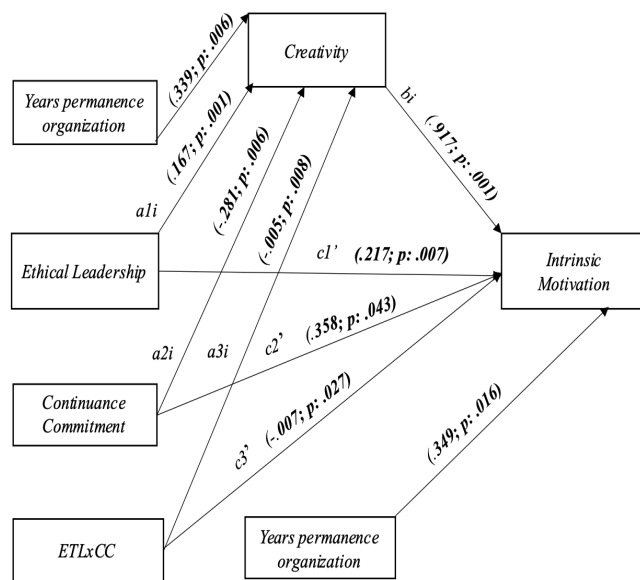 Creativity
Years permanence
organization
(.339; p: .006)
a1i
(.167; p: .001)
(-.281; p: .006)
(-.005; p: .008)
bi
(.917; p: .001)
Ethical Leadership
c1’ (.217; p: .007)
Intrinsic
Motivation
a2i
a3i
c2’ (.358; p: .043)
Continuance
Commitment
c3’ (-.007; p: .027)
(.349; p: .016)
ETLxCC
Years permanence
organization